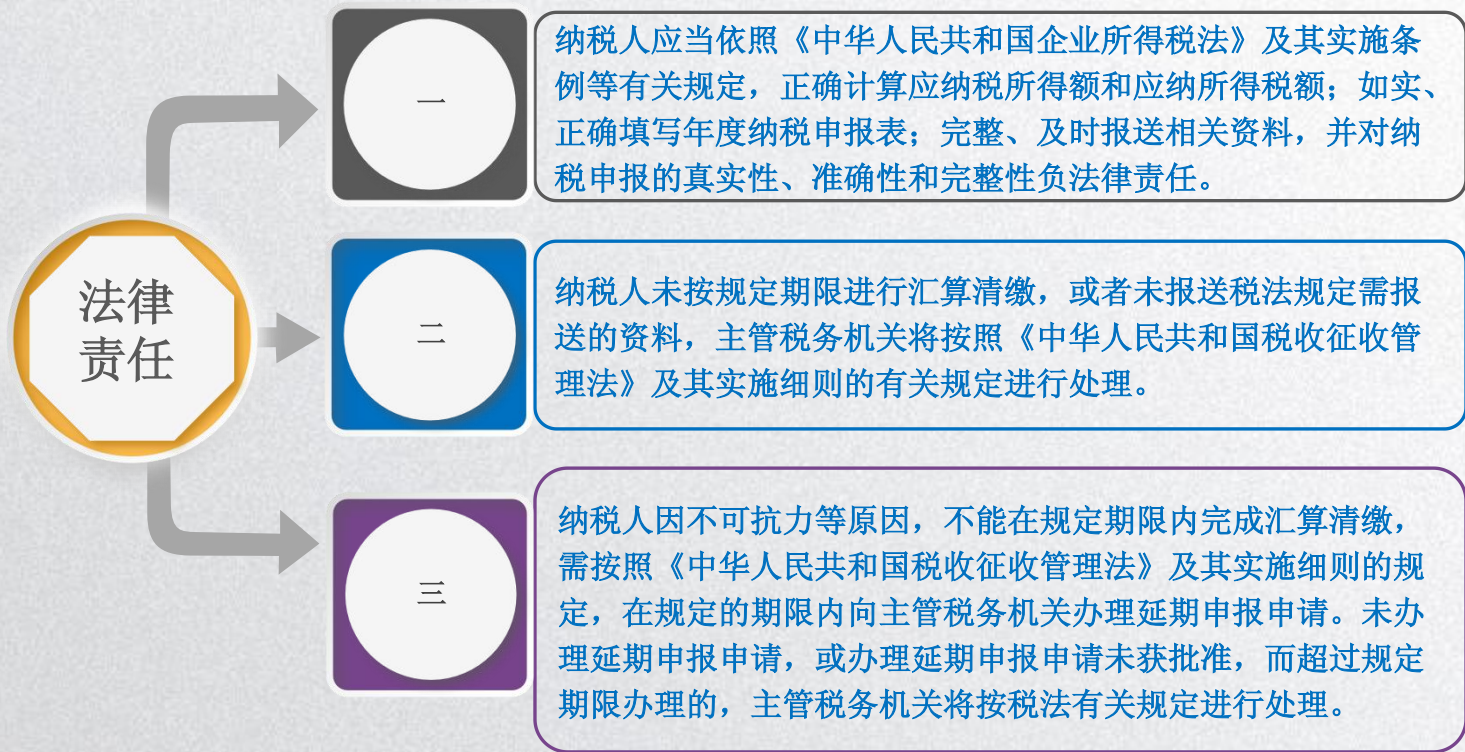 法律
责任
一
纳税人应当依照《中华人民共和国企业所得税法》及其实施条
例等有关规定，正确计算应纳税所得额和应纳所得税额；如实、
正确填写年度纳税申报表；完整、及时报送相关资料，并对纳
税申报的真实性、准确性和完整性负法律责任。
二
纳税人未按规定期限进行汇算清缴，或者未报送税法规定需报
送的资料，主管税务机关将按照《中华人民共和国税收征收管
理法》及其实施细则的有关规定进行处理。
三
纳税人因不可抗力等原因，不能在规定期限内完成汇算清缴，
需按照《中华人民共和国税收征收管理法》及其实施细则的规
定，在规定的期限内向主管税务机关办理延期申报申请。未办
理延期申报申请，或办理延期申报申请未获批准，而超过规定
期限办理的，主管税务机关将按税法有关规定进行处理。